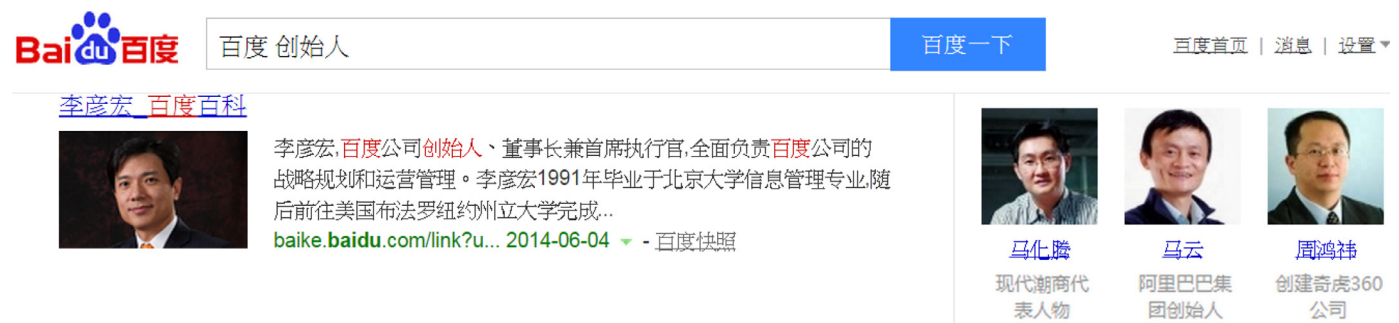 Baidu百度
百度 创始人
百度一下
百度首页 | 消息 | 设置
李彦宏_百度百科
李彦宏,百度公司创始人、董事长兼首席执行官,全面负责百度公司的
战略规划和运营管理。李彦宏1991年毕业于北京大学信息管理专业,随
后前往美国布法罗纽约州立大学完成...
baike.baidu.com/link?u... 2014-06-04 - 百度快照
马化腾
现代潮商代
表人物
马云
阿里巴巴集
团创始人
周鸿祎
创建奇虎360
公司